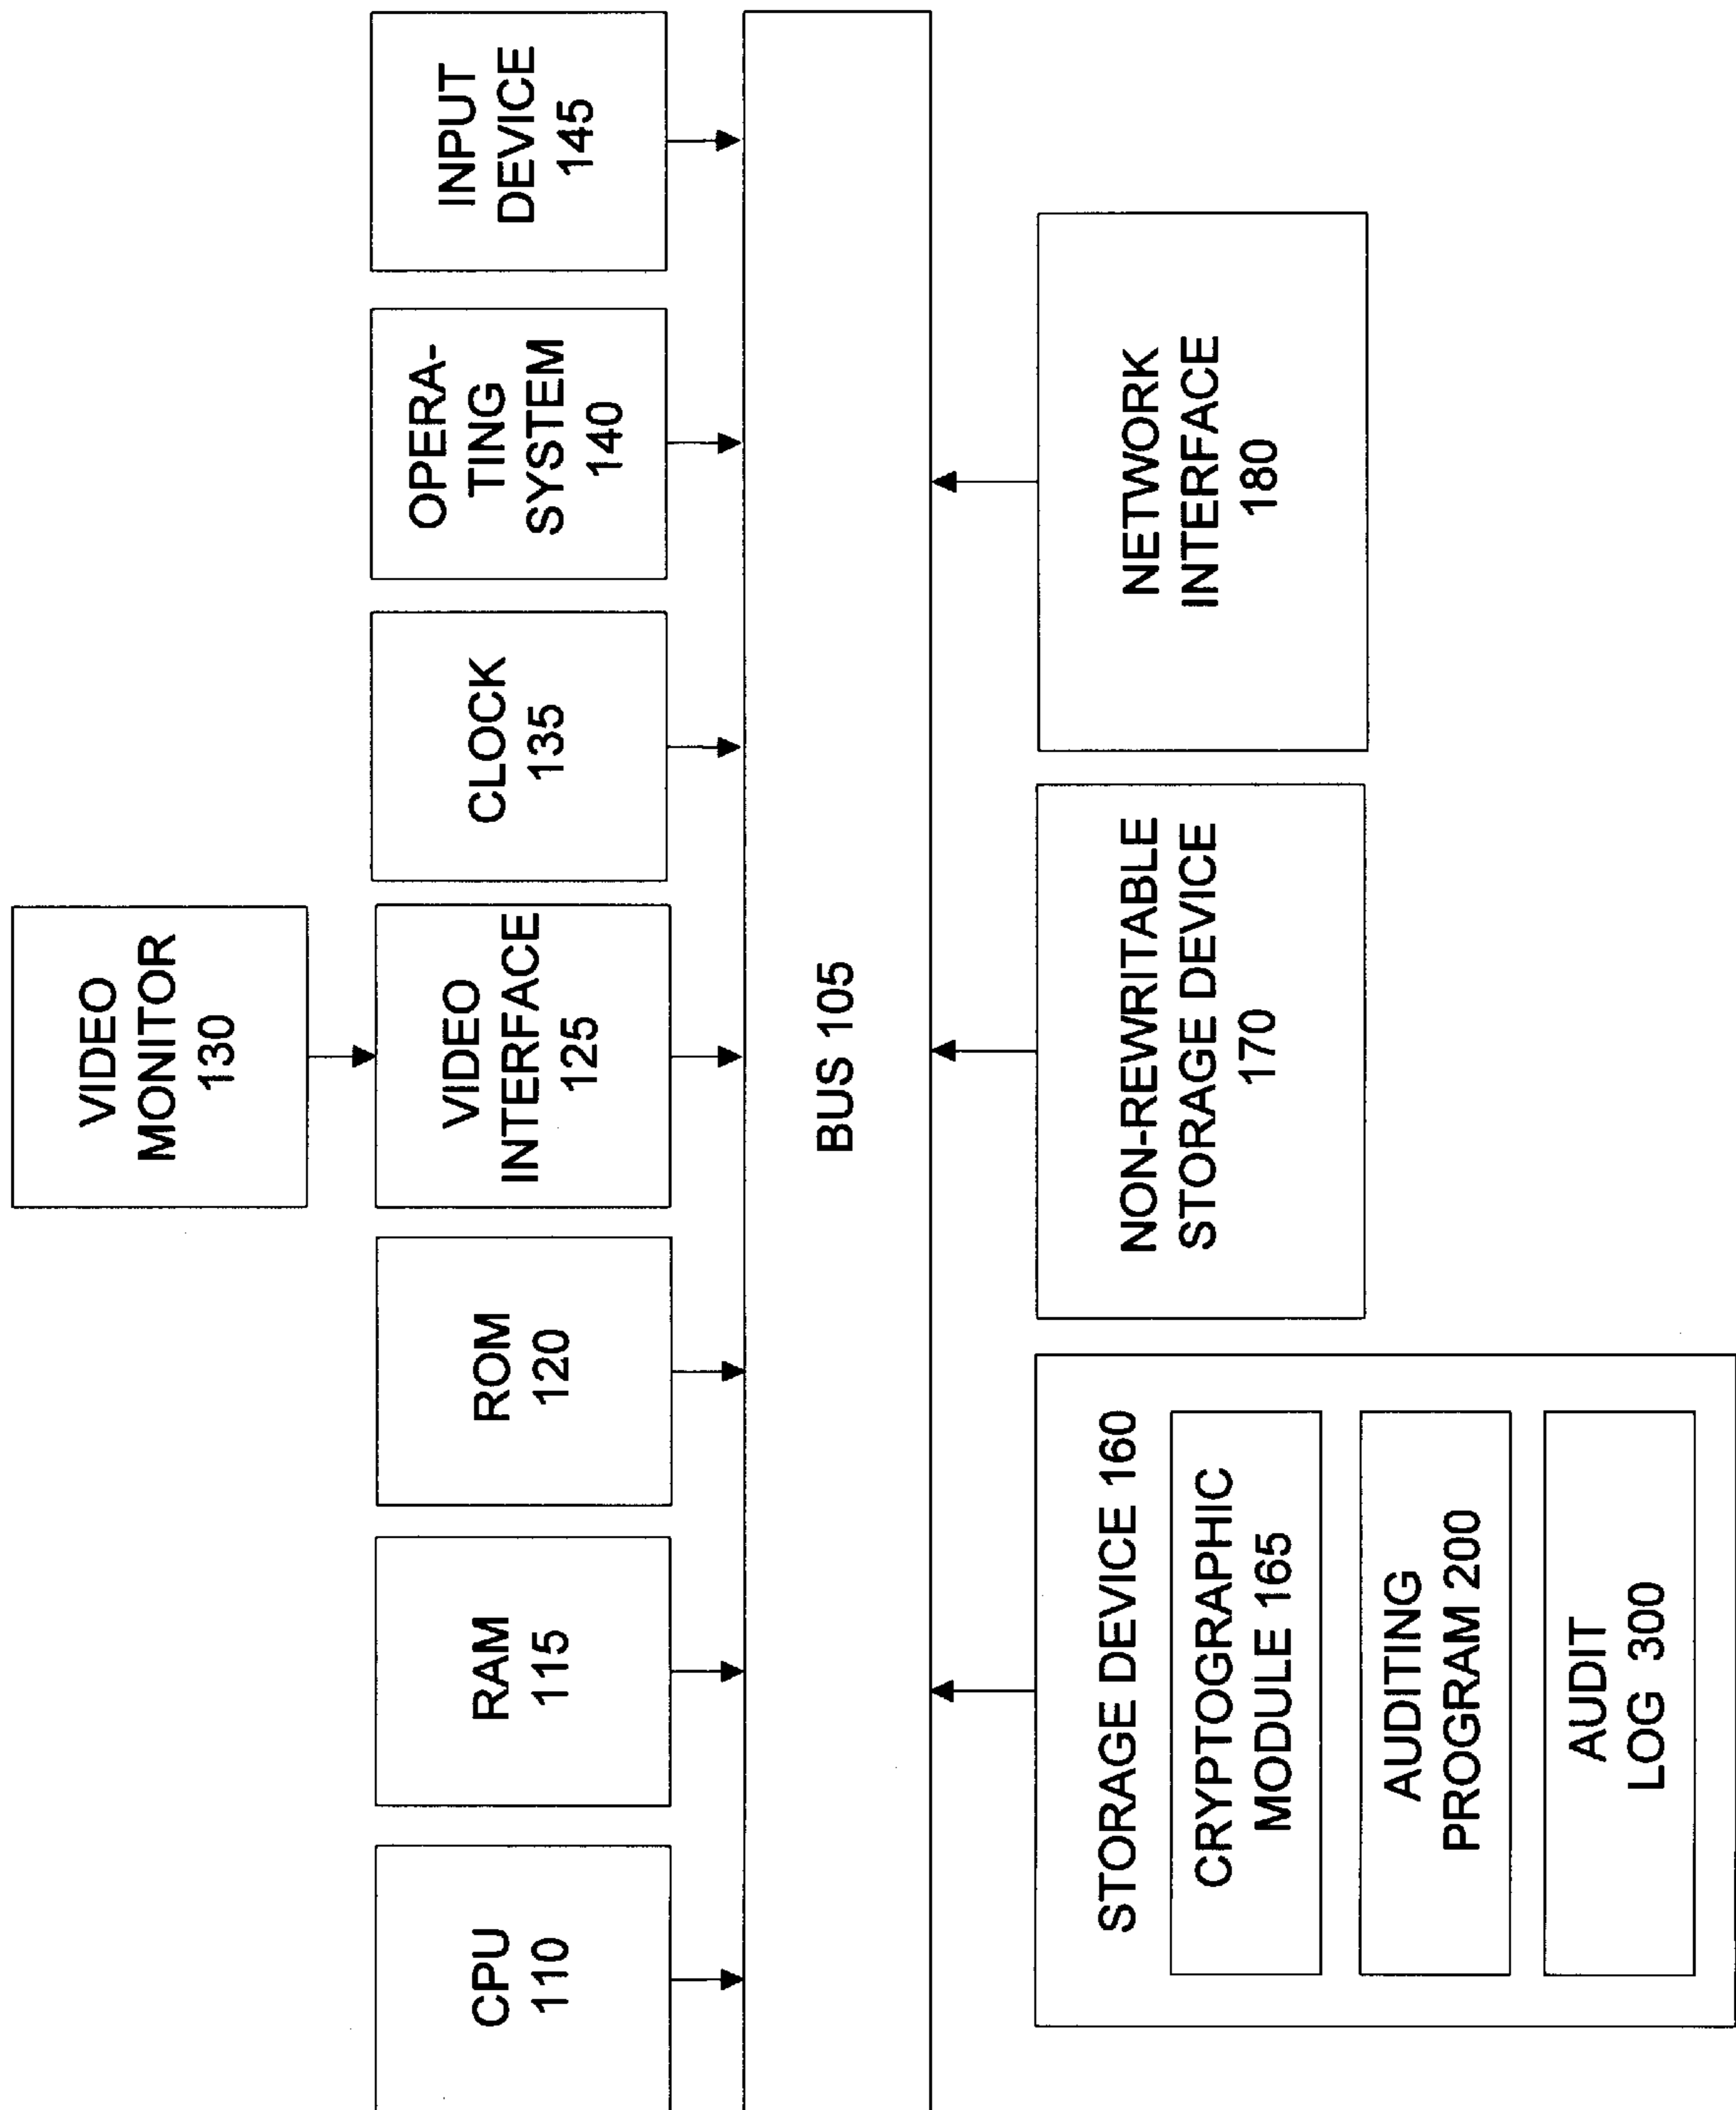 VIDEO
MONITOR
130
CPU
110
RAM
115
ROM
120
VIDEO
INTERFACE
125
CLOCK
135
OPERA-
TING
SYSTEM
140
INPUT
DEVICE
145
BUS 105
STORAGE DEVICE 160
CRYPTOGRAPHIC
MODULE 165
AUDITING
PROGRAM 200
AUDIT
LOG 300
NON-REWRITABLE
STORAGE DEVICE
170
NETWORK
INTERFACE
180